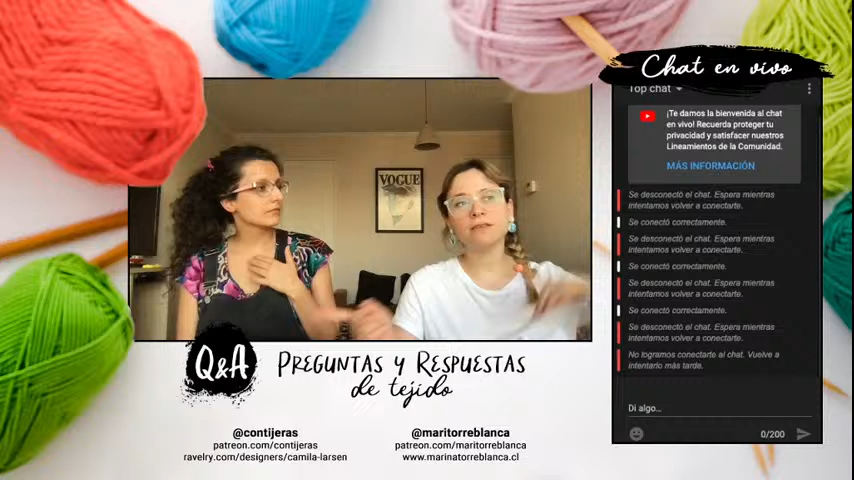 Chat en vivo
Top chat
¡Te damos la bienvenida al chat
en vivo! Recuerda proteger tu
privacidad y satisfacer nuestros
Lineamientos de la Comunidad.
MÁS INFORMACIÓN
Se desconectó el chat. Espera mientras
intentamos volver a conectarte.
Se conectó correctamente.
Se desconectó el chat. Espera mientras
intentamos volver a conectarte.
Se conectó correctamente.
Se desconectó el chat. Espera mientras
intentamos volver a conectarte.
Se conectó correctamente.
Se desconectó el chat. Espera mientras
intentamos volver a conectarte.
No logramos conectarte al chat. Vuelve a
intentarlo más tarde.
Di algo...
0/200
VOGUE
Q&A
Preguntas y Respuestas
de tejido
@contijeras
patreon.com/contijeras
ravelry.com/designers/camila-larsen
@maritorreblanca
patreon.com/maritorreblanca
www.marinatorreblanca.cl